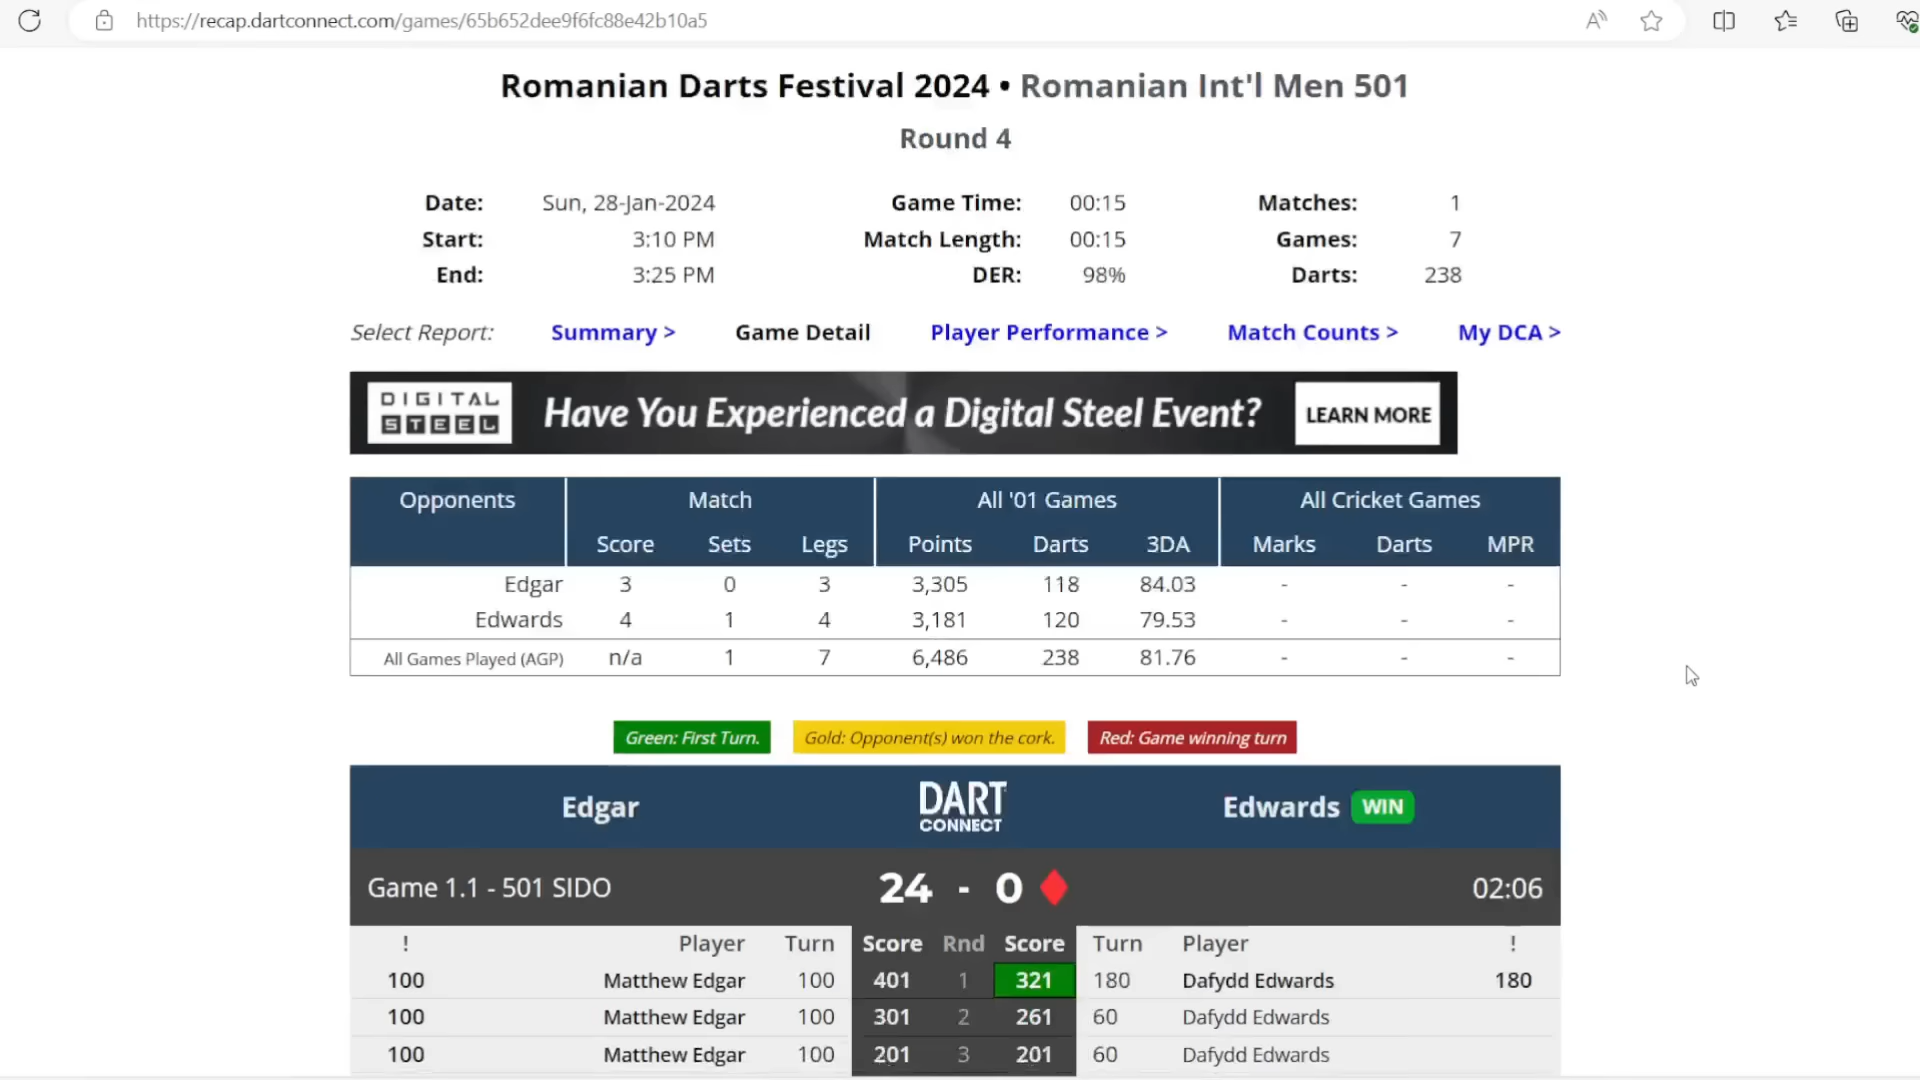 https://recap.dartconnect.com/games/65b652dee9f6fc88e42b10a5
Romanian Darts Festival 2024 • Romanian Int'l Men 501
Round 4
Date: Sun, 28-Jan-2024 Game Time: 00:15 Matches: 1
Start: 3:10 PM Match Length: 00:15 Games: 7
End: 3:25 PM DER: 98% Darts: 238
Select Report: Summary > Game Detail Player Performance > Match Counts > My DCA >
DIGITAL STEEL Have You Experienced a Digital Steel Event? LEARN MORE
Opponents Match All '01 Games All Cricket Games
Score Sets Legs Points Darts 3DA Marks Darts MPR
Edgar 3 0 3 3,305 118 84.03 - - -
Edwards 4 1 4 3,181 120 79.53 - - -
All Games Played (AGP) n/a 1 7 6,486 238 81.76 - - -
Green: First Turn. Gold: Opponent(s) won the cork. Red: Game winning turn
Edgar DART CONNECT Edwards WIN
Game 1.1 - 501 SIDO 24 - 0 02:06
! Player Turn Score Rnd Score Turn Player !
100 Matthew Edgar 100 401 1 321 180 Dafydd Edwards 180
100 Matthew Edgar 100 301 2 261 60 Dafydd Edwards
100 Matthew Edgar 100 201 3 201 60 Dafydd Edwards